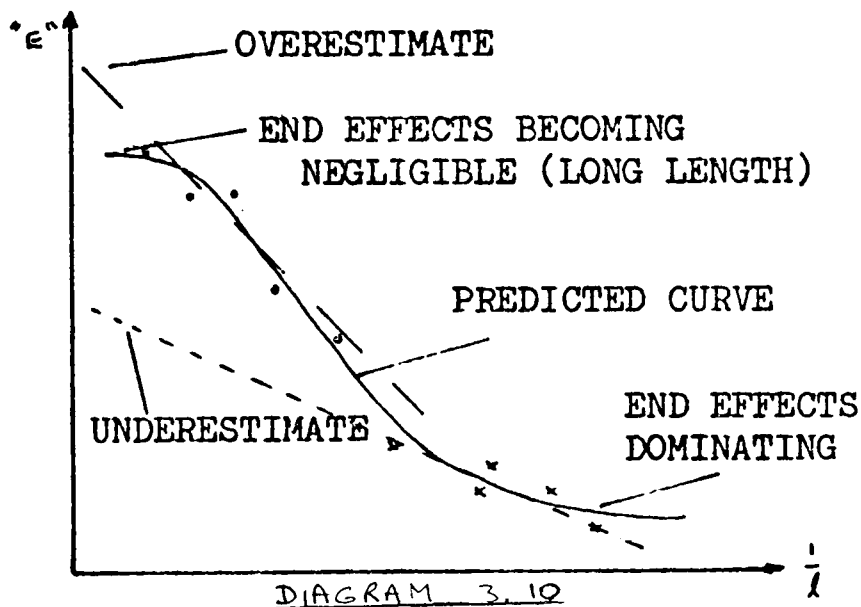 "E"
OVERESTIMATE
END EFFECTS BECOMING
NEGLIGIBLE (LONG LENGTH)
PREDICTED CURVE
UNDERESTIMATE
END EFFECTS
DOMINATING
1/l
DIAGRAM 3.10